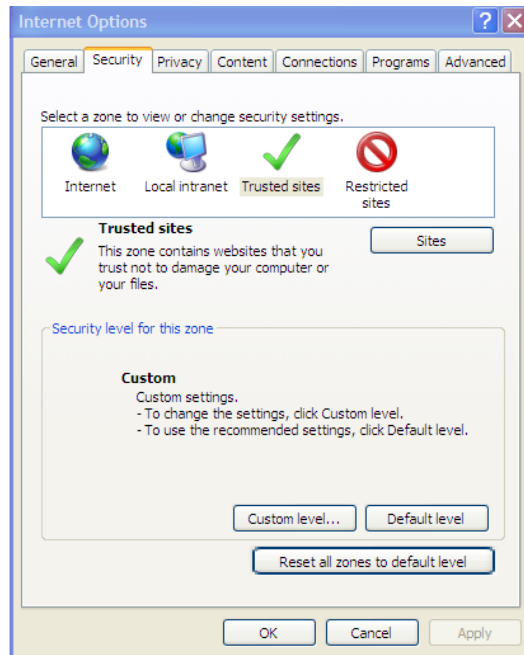 Internet Options
General Security Privacy Content Connections Programs Advanced
Select a zone to view or change security settings.
Internet Local intranet Trusted sites Restricted
sites
Trusted sites
Sites
This zone contains websites that you
trust not to damage your computer or
your files.
Security level for this zone
Custom
Custom settings.
- To change the settings, click Custom level.
- To use the recommended settings, click Default level.
Custom level... Default level
Reset all zones to default level
OK Cancel Apply